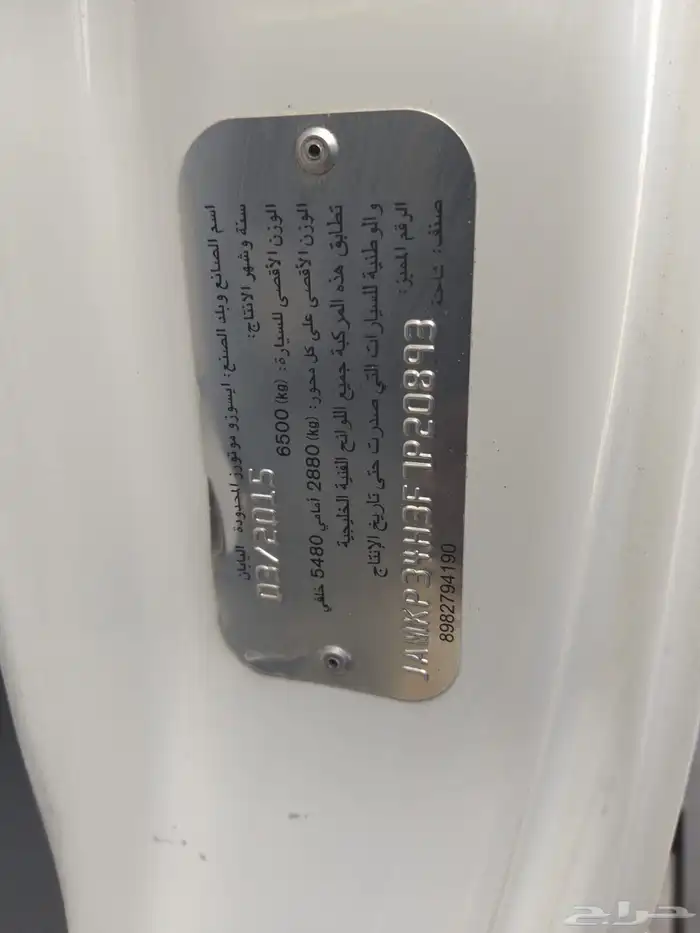 اسم الصانع وبلد الصنع: ايسوزو موتورز المحدودة اليابان
سنة وشهر الانتاج: 03/2015
الوزن الأقصى للسيارة: (kg) 6500
الوزن الأقصى على كل محور: (kg) 2880 أمامي 5480 خلفي
تطابق هذه المركبة جميع اللوائح الفنية الخليجية
والوطنية للسيارات التي صدرت حتى تاريخ الإنتاج
الرقم المميز: JAMKP34H3F7P20893
صنف: شاحنة
8982794190
حراج